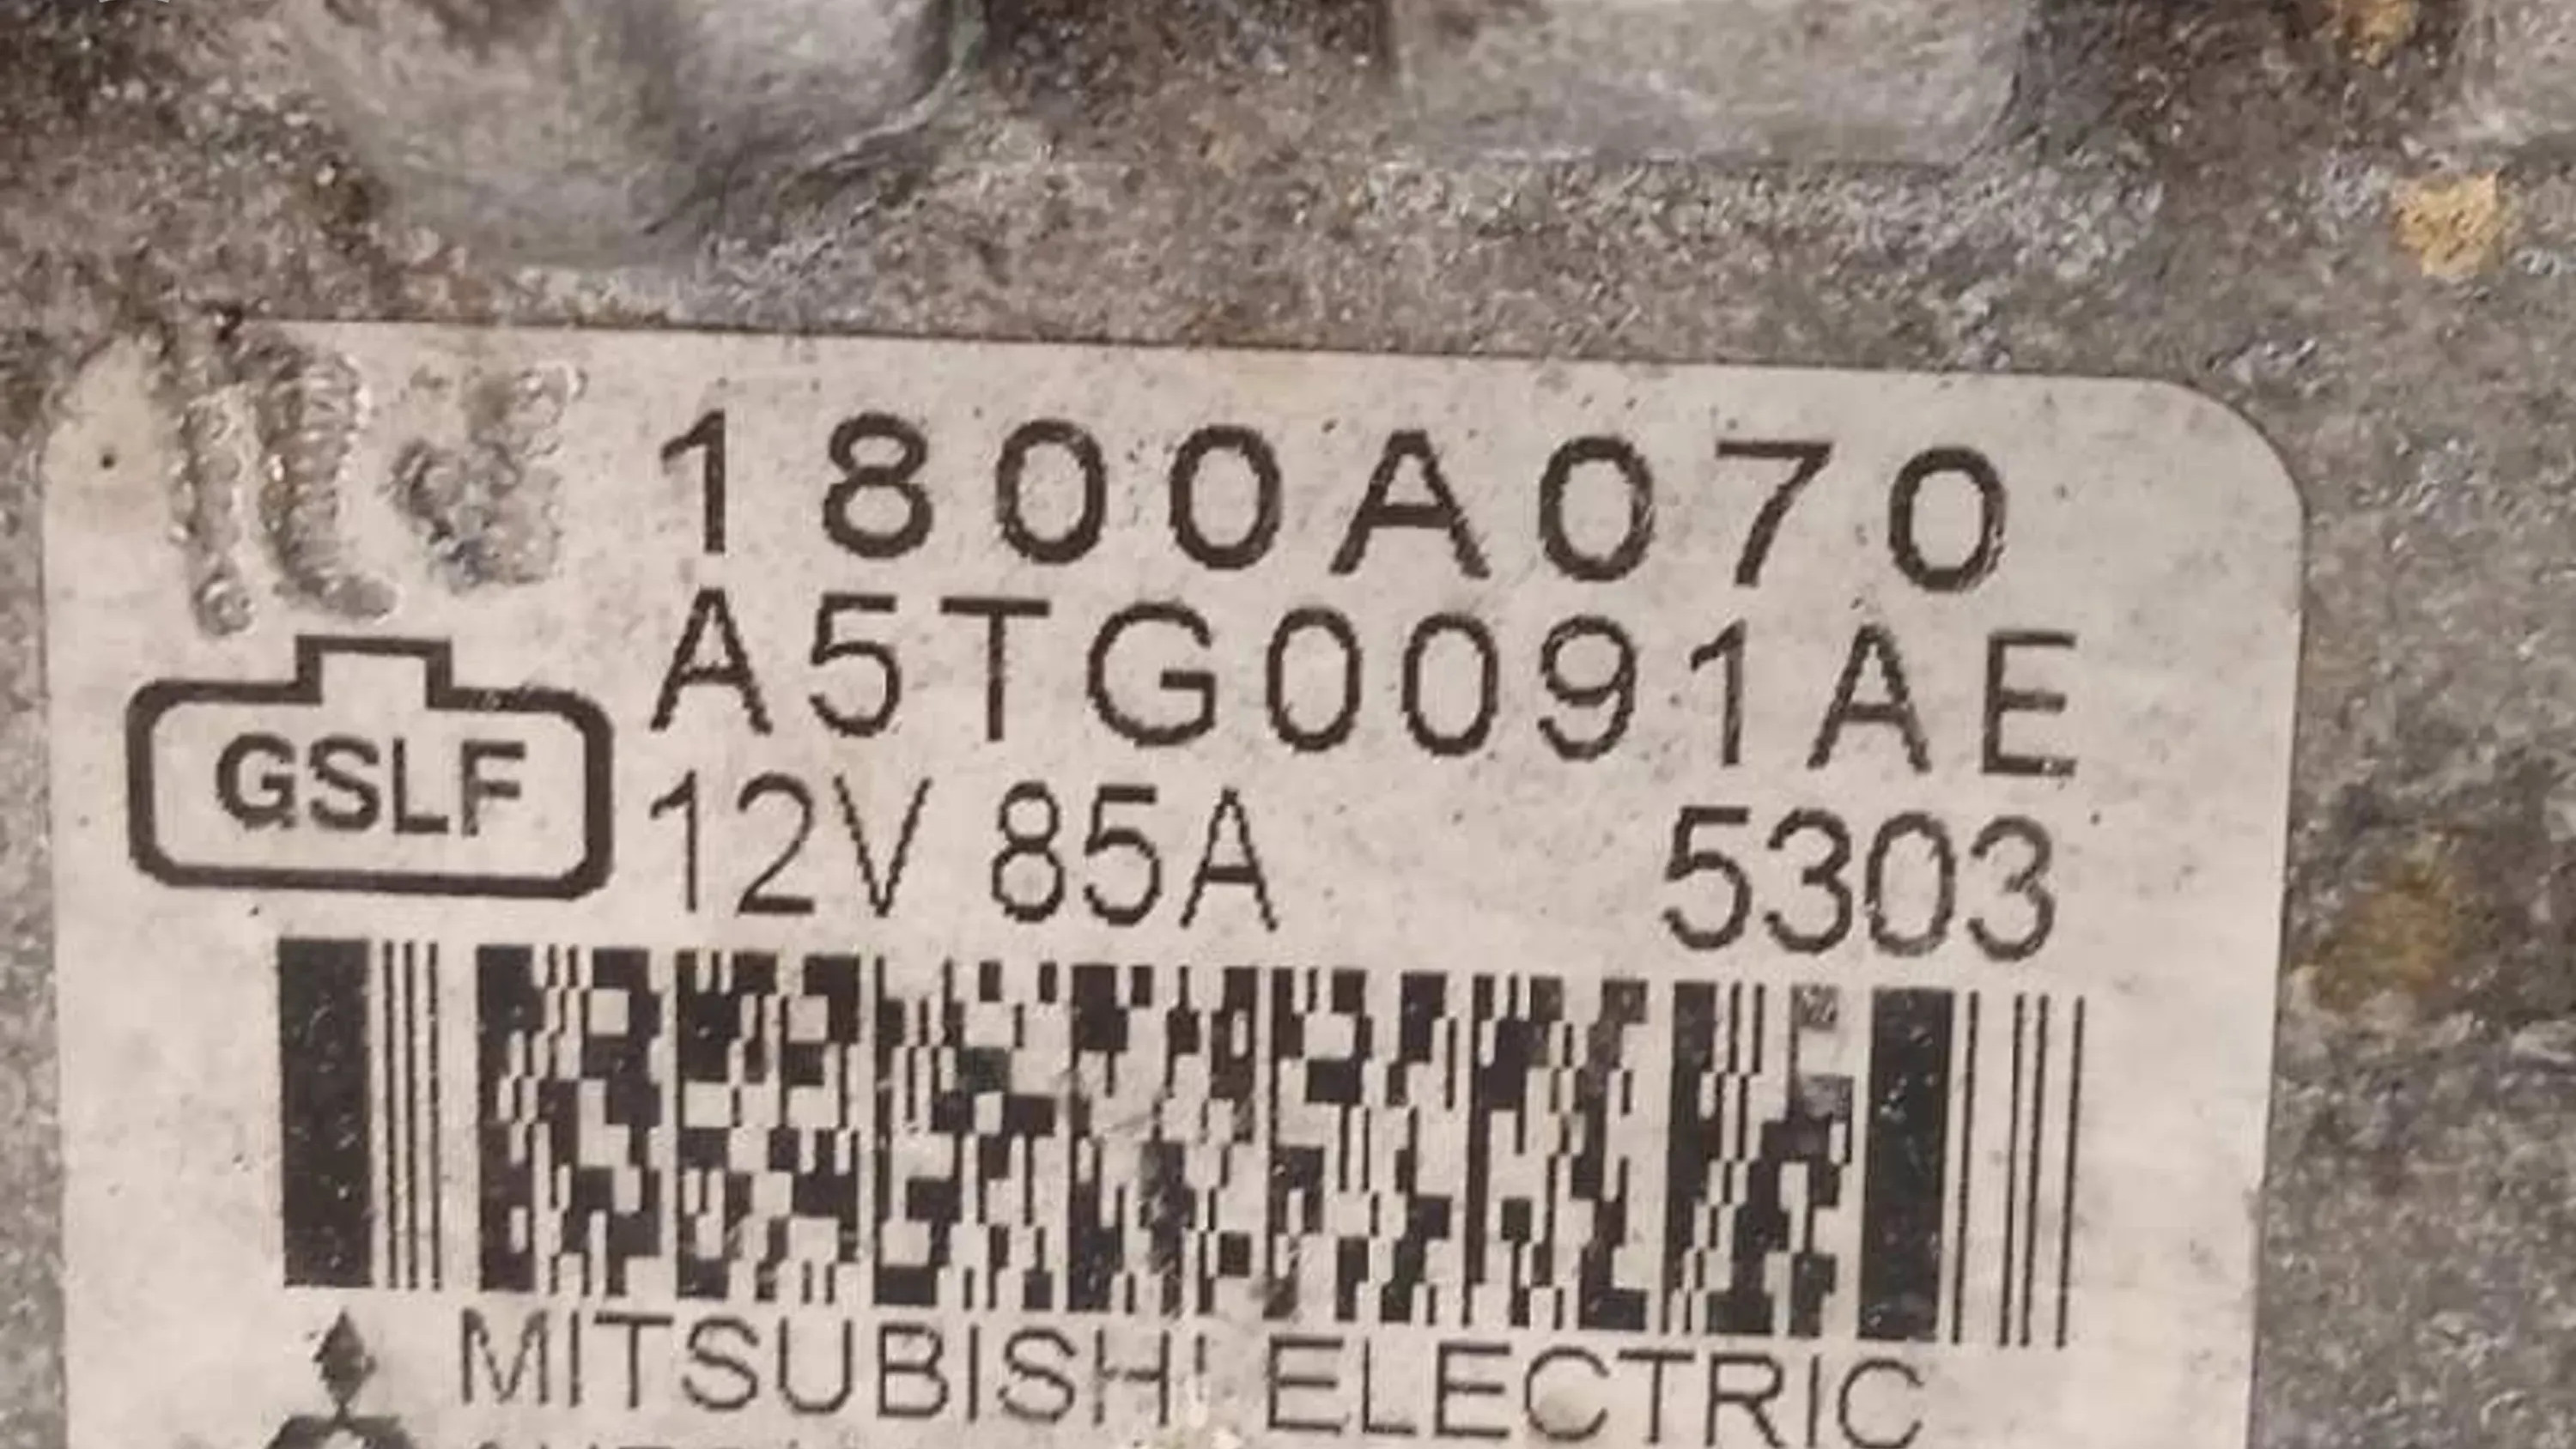 1800A070
A5TG0091AE
GSLF
12V 85A 5303
MITSUBISHI ELECTRIC